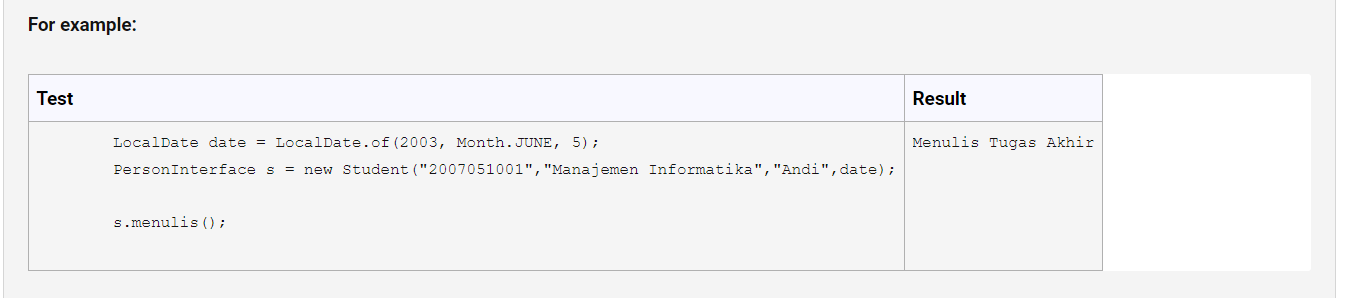 For example:
Test Result
LocalDate date = LocalDate.of(2003, Month.JUNE, 5); Menulis Tugas Akhir
PersonInterface s = new Student("2007051001","Manajemen Informatika","Andi",date);
s.menulis();